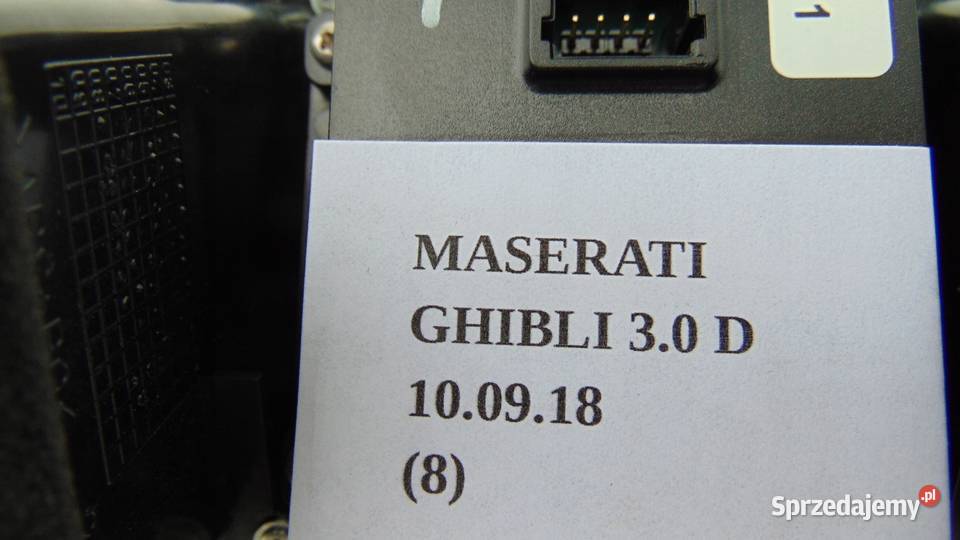 1
MASERATI
GHIBLI 3.0 D
10.09.18
(8)
Sprzedajemy.pl